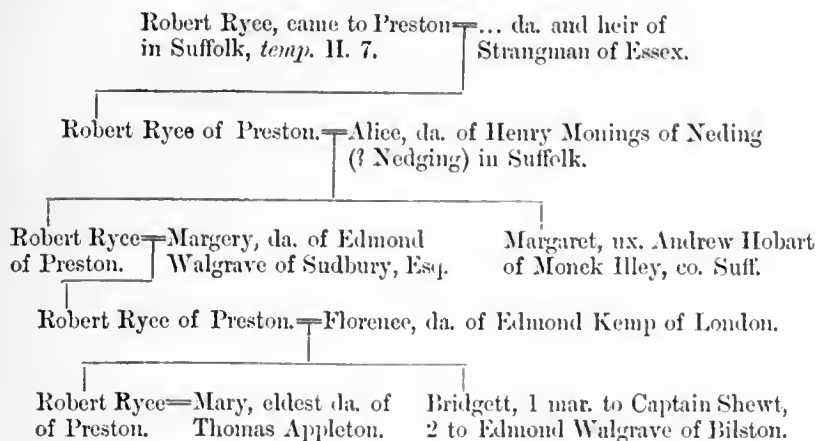 Robert Ryce, came to Preston=... da. and heir of
in Suffolk, temp. H. 7. Strangman of Essex.
Robert Ryce of Preston.=Alice, da. of Henry Monings of Neding
(? Nedging) in Suffolk.
Robert Ryce=Margery, da. of Edmond Margaret, ux. Andrew Hobart
of Preston. Walgrave of Sudbury, Esq. of Monck Illey, co. Suff.
Robert Ryce of Preston.=Florence, da. of Edmond Kemp of London.
Robert Ryce=Mary, eldest da. of Bridgett, 1 mar. to Captain Shewt,
of Preston. Thomas Appleton. 2 to Edmond Walgrave of Bilston.